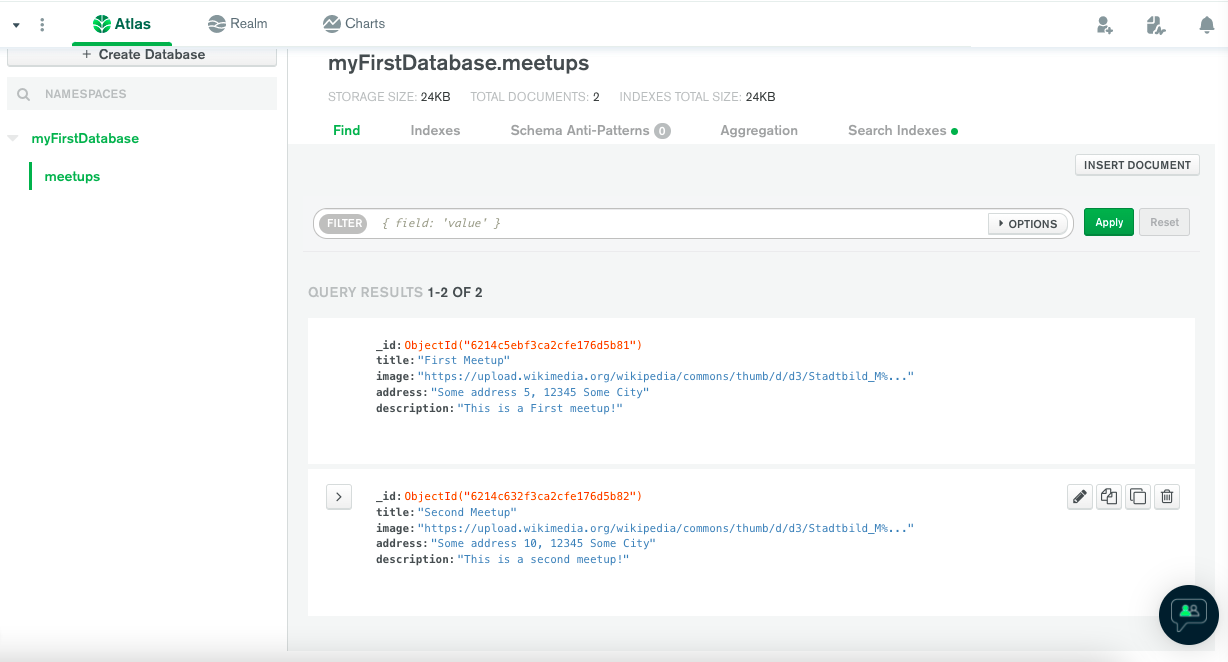 Atlas
Realm
Charts
+ Create Database
NAMESPACES
myFirstDatabase
meetups
myFirstDatabase.meetups
STORAGE SIZE: 24KB TOTAL DOCUMENTS: 2 INDEXES TOTAL SIZE: 24KB
Find Indexes Schema Anti-Patterns 0 Aggregation Search Indexes
INSERT DOCUMENT
FILTER { field: 'value' } OPTIONS Apply Reset
QUERY RESULTS 1-2 OF 2
_id: ObjectId("6214c5ebf3ca2cfe176d5b81")
title: "First Meetup"
image: "https://upload.wikimedia.org/wikipedia/commons/thumb/d/d3/Stadtbild_M%..."
address: "Some address 5, 12345 Some City"
description: "This is a First meetup!"
_id: ObjectId("6214c632f3ca2cfe176d5b82")
title: "Second Meetup"
image: "https://upload.wikimedia.org/wikipedia/commons/thumb/d/d3/Stadtbild_M%..."
address: "Some address 10, 12345 Some City"
description: "This is a second meetup!"